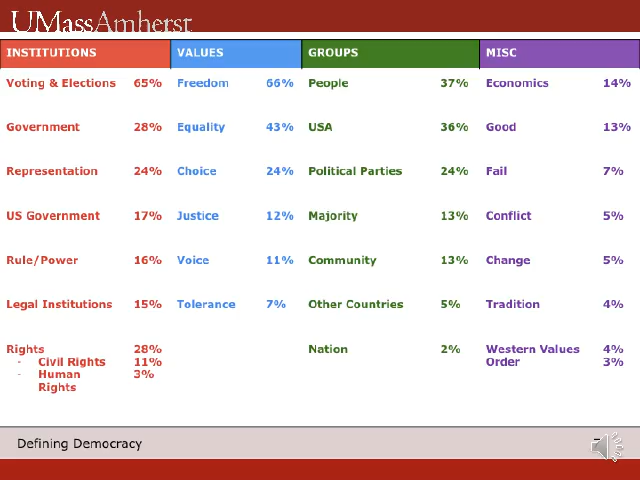 UMassAmherst
INSTITUTIONS VALUES GROUPS MISC
Voting & Elections 65% Freedom 66% People 37% Economics 14%
Government 28% Equality 43% USA 36% Good 13%
Representation 24% Choice 24% Political Parties 24% Fail 7%
US Government 17% Justice 12% Majority 13% Conflict 5%
Rule/Power 16% Voice 11% Community 13% Change 5%
Legal Institutions 15% Tolerance 7% Other Countries 5% Tradition 4%
Rights 28% Nation 2% Western Values 4%
- Civil Rights 11% Order 3%
- Human 3%
Rights
Defining Democracy